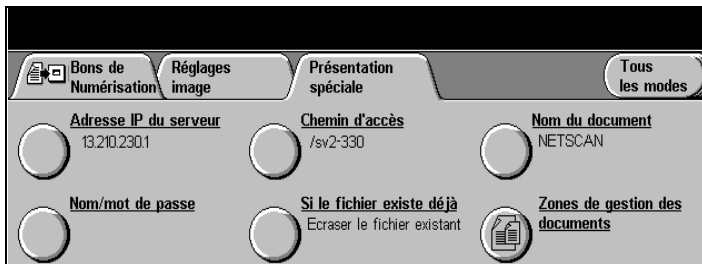 Bons de
Numérisation
Réglages
image
Présentation
spéciale
Tous
les modes
Adresse IP du serveur
13.210.230.1
Chemin d'accès
/sv2-330
Nom du document
NETSCAN
Nom/mot de passe
Si le fichier existe déjà
Ecraser le fichier existant
Zones de gestion des
documents